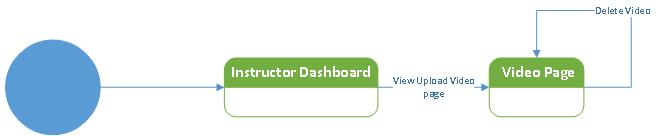 Delete Video
Instructor Dashboard
View Upload Video
page
Video Page